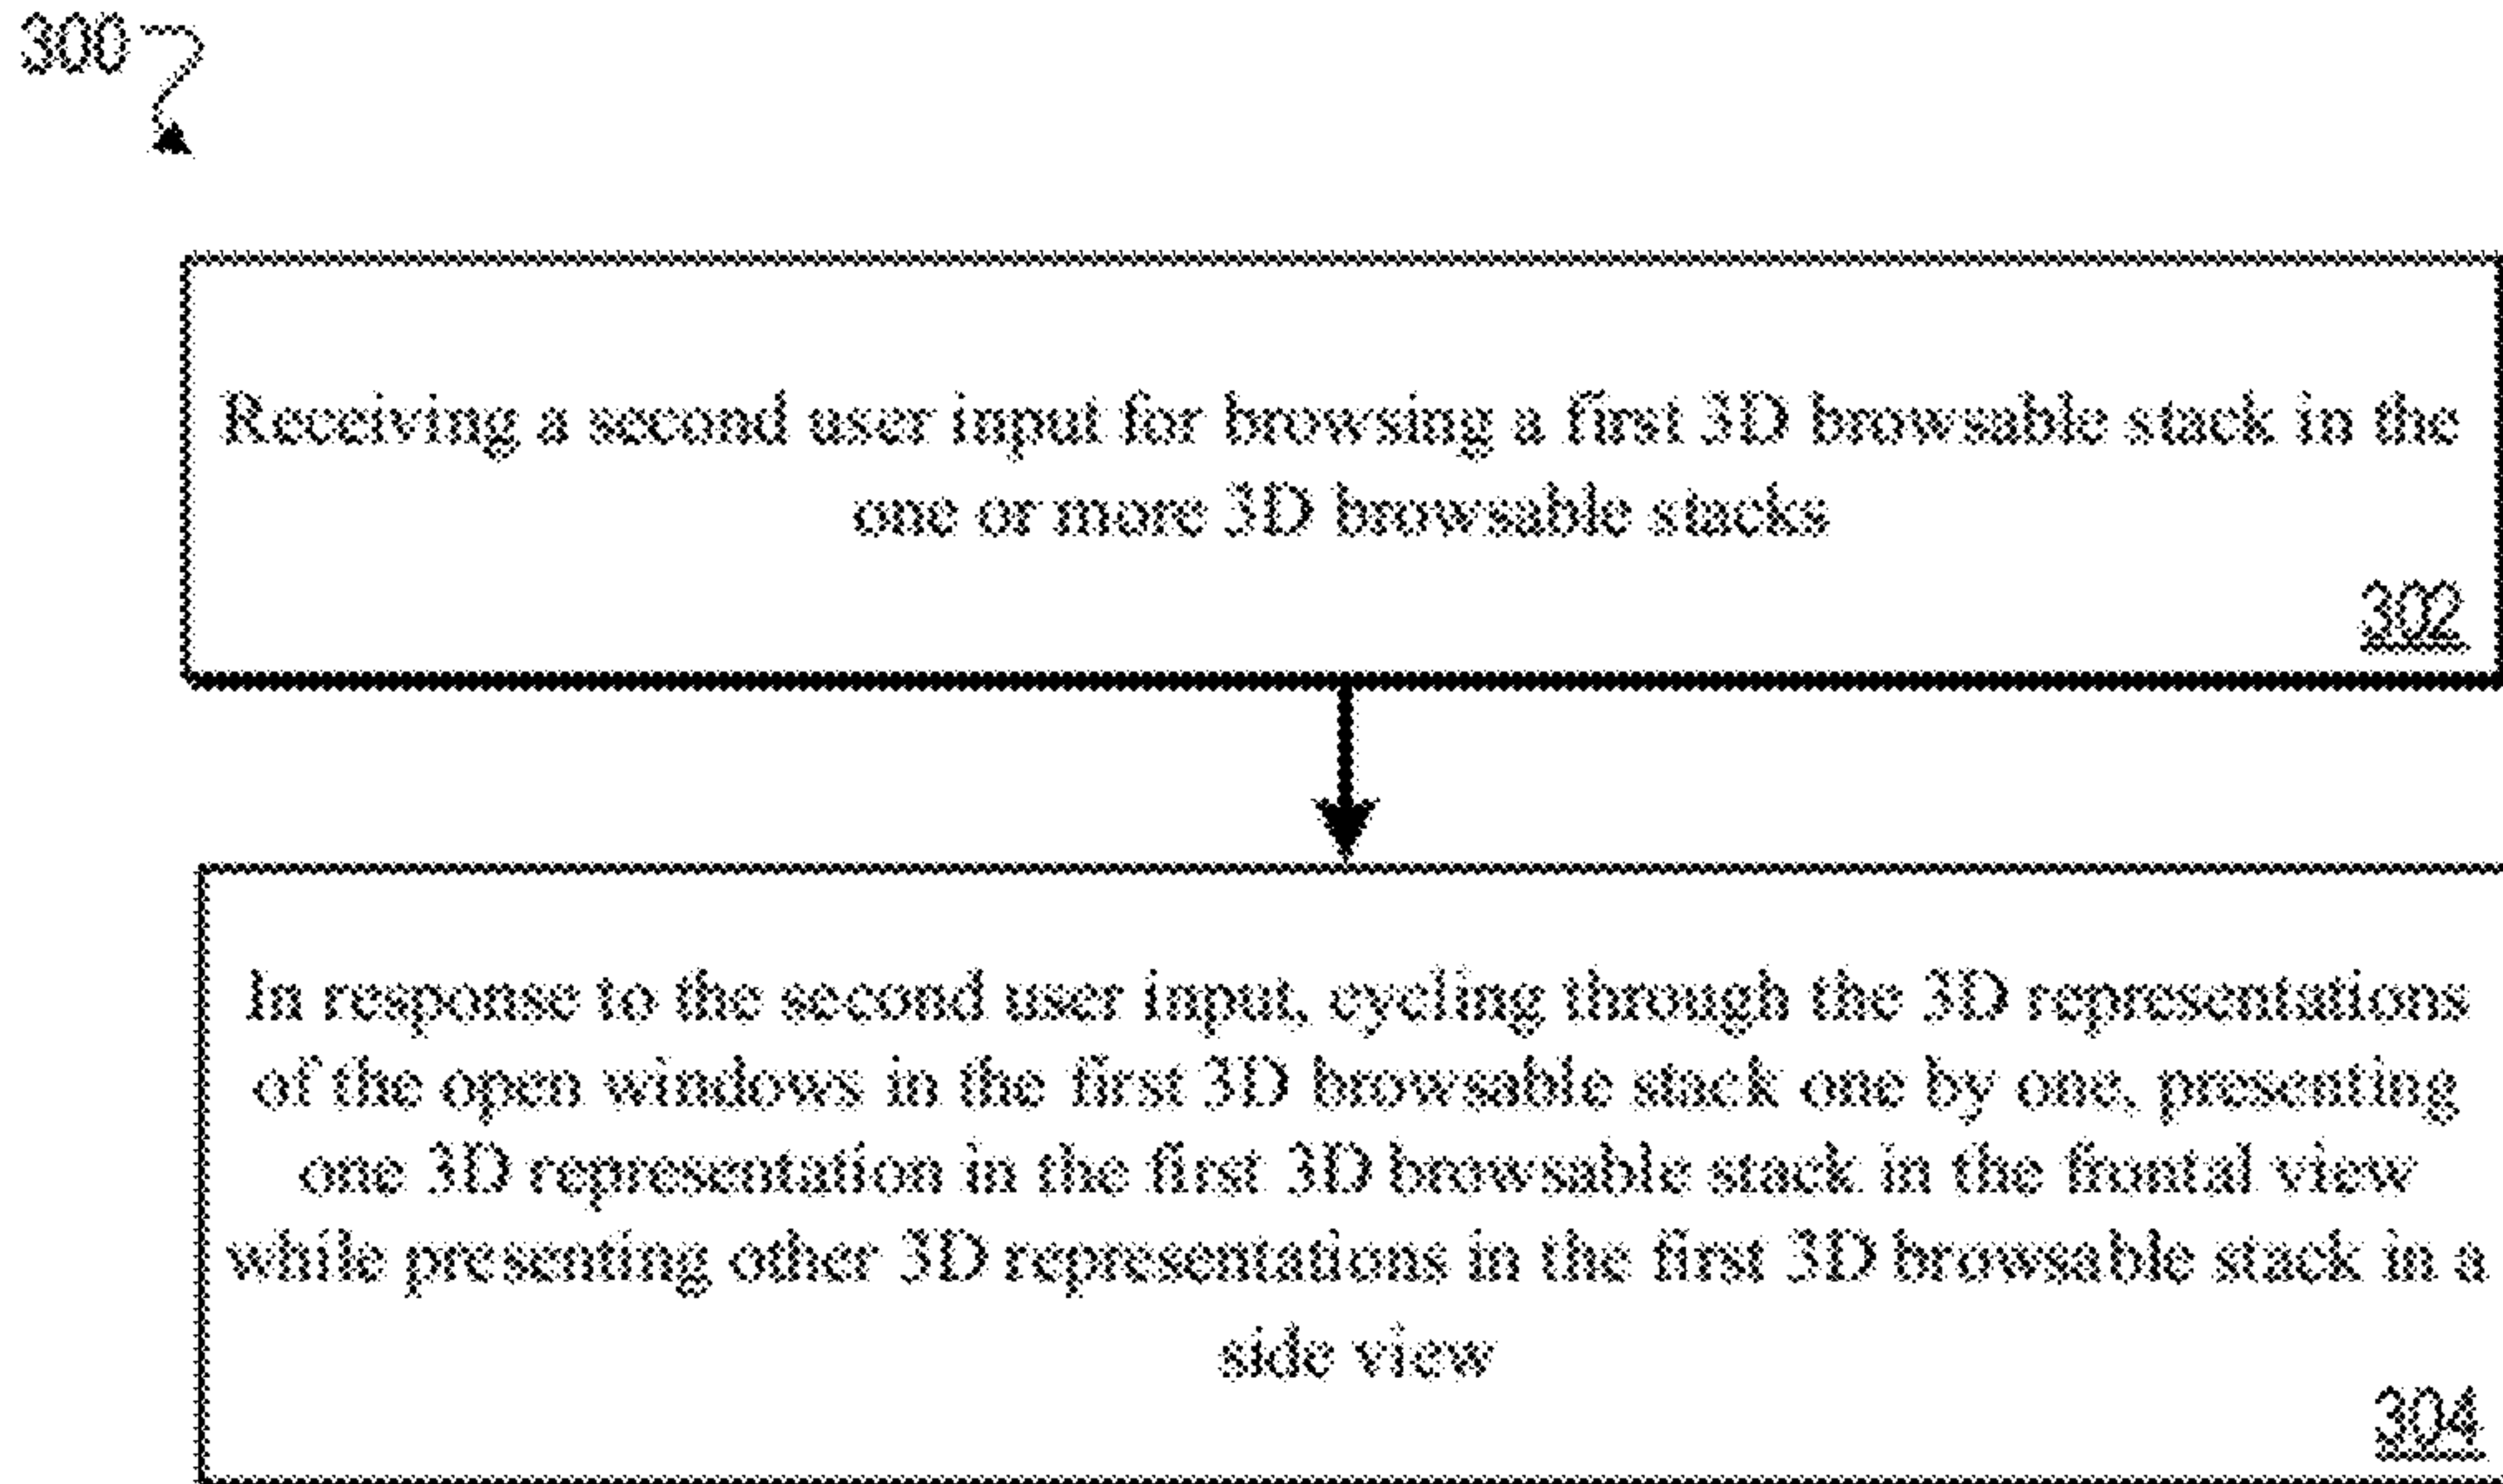 300
Receiving a second user input for browsing a first 3D browsable stack in the
one or more 3D browsable stacks
302
In response to the second user input, cycling through the 3D representations
of the open windows in the first 3D browsable stack one by one, presenting
one 3D representation in the first 3D browsable stack in the frontal view
while presenting other 3D representations in the first 3D browsable stack in a
side view
304